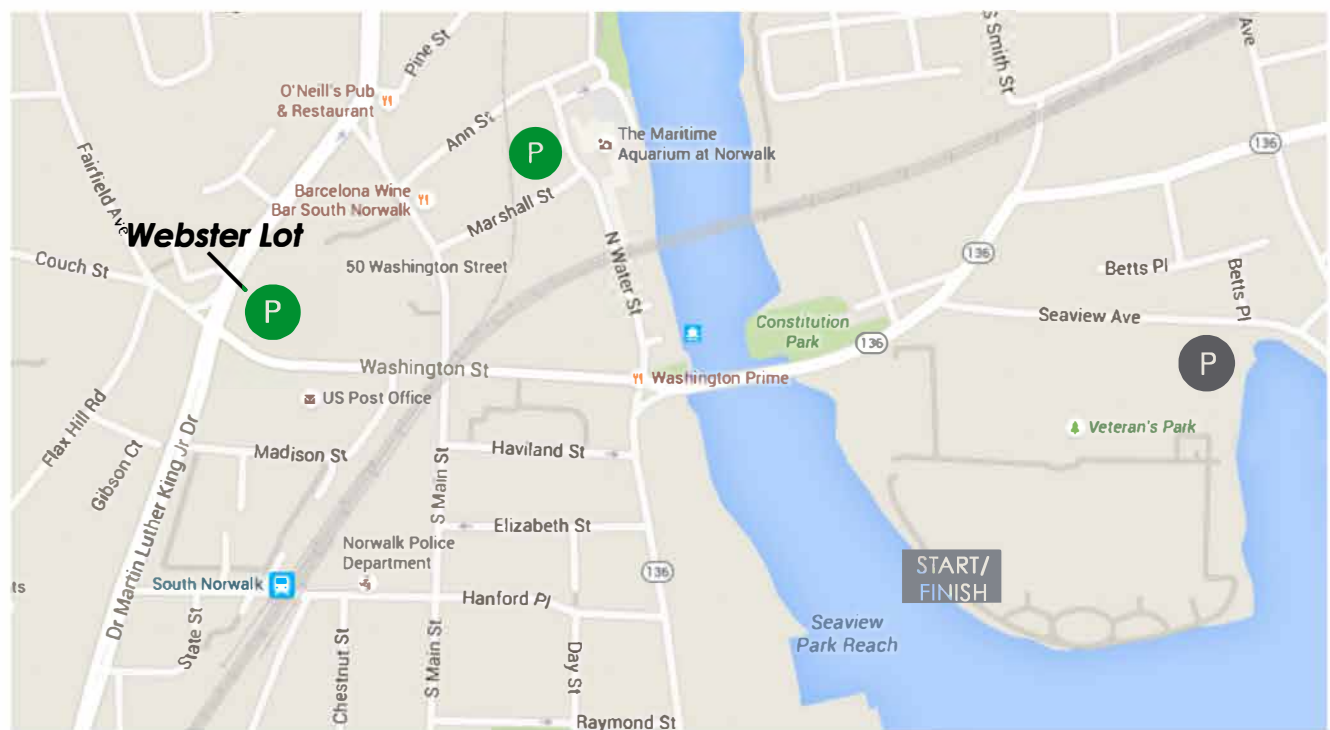 Pine St
S Smith St
Ave
O'Neill's Pub
& Restaurant
Ann St
P
The Maritime
Aquarium at Norwalk
136
Fairfield Ave
Barcelona Wine
Bar South Norwalk
Marshall St
Webster Lot
Couch St
50 Washington Street
N Water St
136
Betts Pl
Betts Pl
P
Constitution
Park
Seaview Ave
136
P
Washington St
Washington Prime
US Post Office
Veteran's Park
Flax Hill Rd
Gibson Ct
Madison St
Haviland St
S Main St
Dr Martin Luther King Jr Dr
Elizabeth St
Norwalk Police
Department
136
START/
FINISH
ts
South Norwalk
Hanford Pl
State St
Chestnut St
S Main St
Day St
Seaview
Park Reach
Raymond St